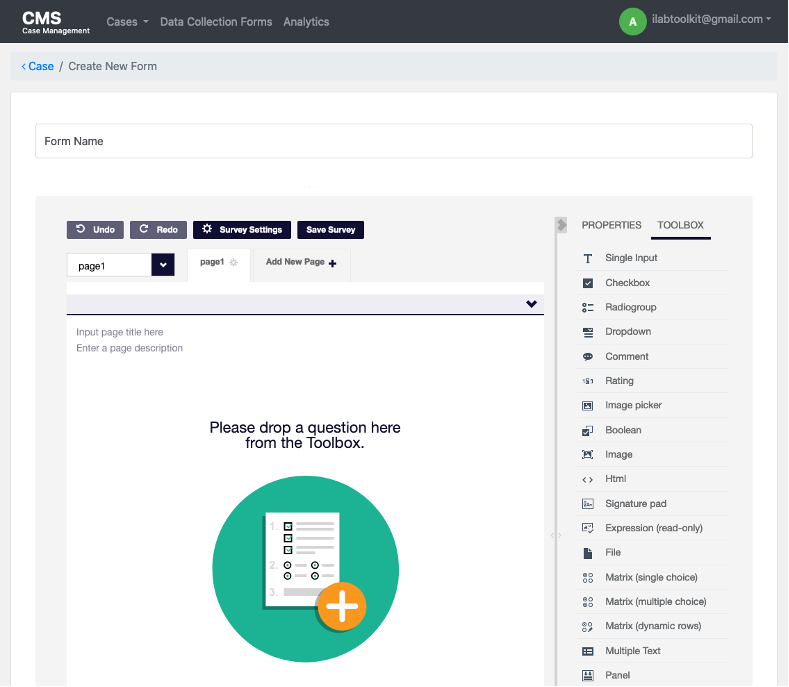 CMS
Case Management
Cases
Data Collection Forms
Analytics
A
ilabtoolkit@gmail.com
< Case / Create New Form
Form Name
Undo
Redo
Survey Settings
Save Survey
PROPERTIES
TOOLBOX
page1
page1
Add New Page
Input page title here
Enter a page description
Please drop a question here
from the Toolbox.
1.
2.
3.
Single Input
Checkbox
Radiogroup
Dropdown
Comment
Rating
Image picker
Boolean
Image
Html
Signature pad
Expression (read-only)
File
Matrix (single choice)
Matrix (multiple choice)
Matrix (dynamic rows)
Multiple Text
Panel